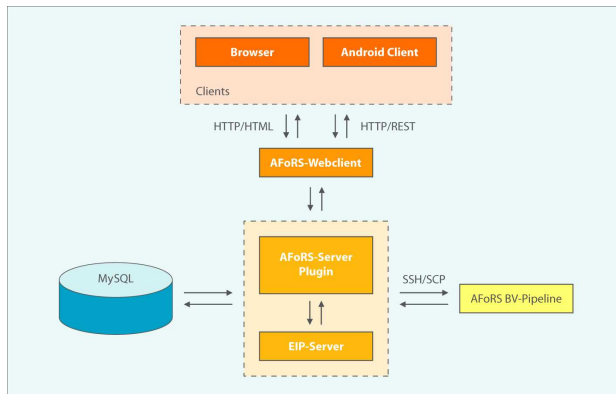 Browser
Android Client
Clients
HTTP/HTML
HTTP/REST
AFoRS-Webclient
AFoRS-Server
Plugin
MySQL
SSH/SCP
AFoRS BV-Pipeline
EIP-Server